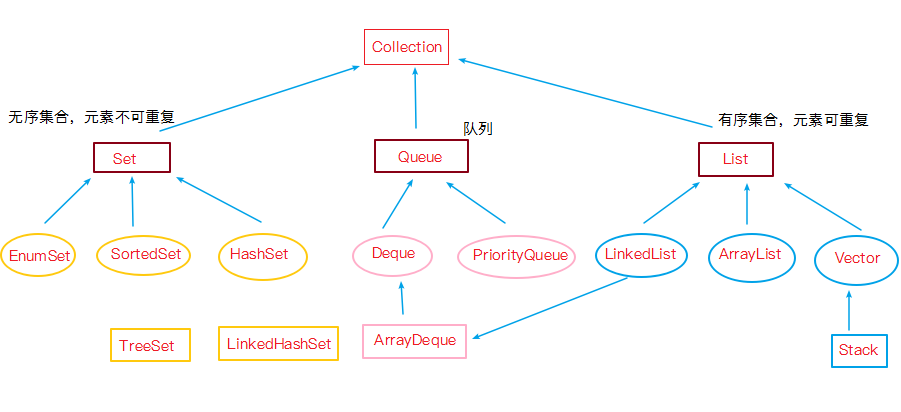 Collection
无序集合，元素不可重复
有序集合，元素可重复
队列
Set
Queue
List
EnumSet
SortedSet
HashSet
Deque
PriorityQueue
LinkedList
ArrayList
Vector
TreeSet
LinkedHashSet
ArrayDeque
Stack